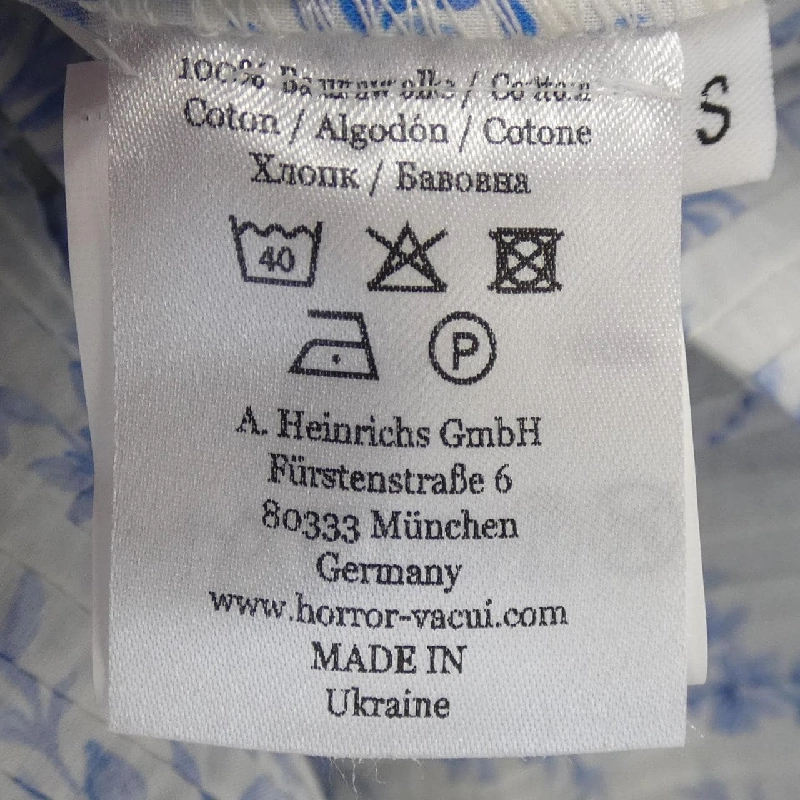 100% Baumwolle / Cotton
Coton / Algodón / Cotone
Хлопк / Бавовна
40
P
A. Heinrichs GmbH
Fürstenstraße 6
80333 München
Germany
www.horror-vacui.com
MADE IN
Ukraine
S